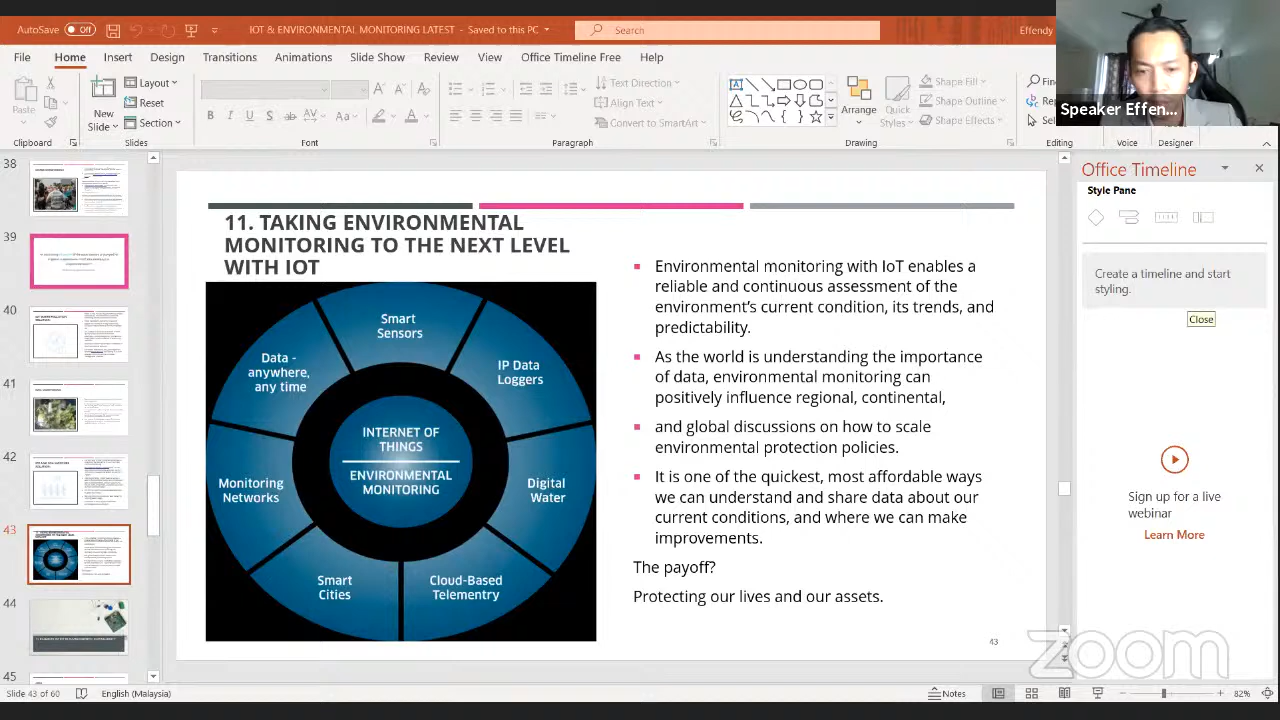 AutoSave Off IOT & ENVIRONMENTAL MONITORING LATEST - Saved to this PC Search Effendy
File Home Insert Design Transitions Animations Slide Show Review View Office Timeline Free Help
Paste
New
Slide
Layout
Reset
Section
Text Direction
Align Text
Convert to SmartArt
Arrange
Quick
Styles
Shape Fill
Shape Outline
Shape Effects
Speaker Effen...
Clipboard Slides Font Paragraph Drawing Editing Voice Designer
38
39
40
41
42
43
44
45
11. TAKING ENVIRONMENTAL
MONITORING TO THE NEXT LEVEL
WITH IOT
Smart
Sensors
IP Data
Loggers
Digital
Water
Cloud-Based
Telementry
Smart
Cities
Monitoring
Networks
Data -
anywhere,
any time
INTERNET OF
THINGS
ENVIRONMENTAL
MONITORING
Environmental monitoring with IoT enables a
reliable and continuous assessment of the
environment's current condition, its trends and
predictability.
As the world is understanding the importance
of data, environmental monitoring can
positively influence regional, continental,
and global discussions on how to scale
environmental protection policies.
It is one of the quickest, most affordable ways
we can understand and share data about our
current conditions, and where we can make
improvements.
The payoff?
Protecting our lives and our assets.
43
Office Timeline
Style Pane
Create a timeline and start
styling.
Close
Sign up for a live
webinar
Learn More
zoom
Slide 43 of 60 English (Malaysia) Notes 82%